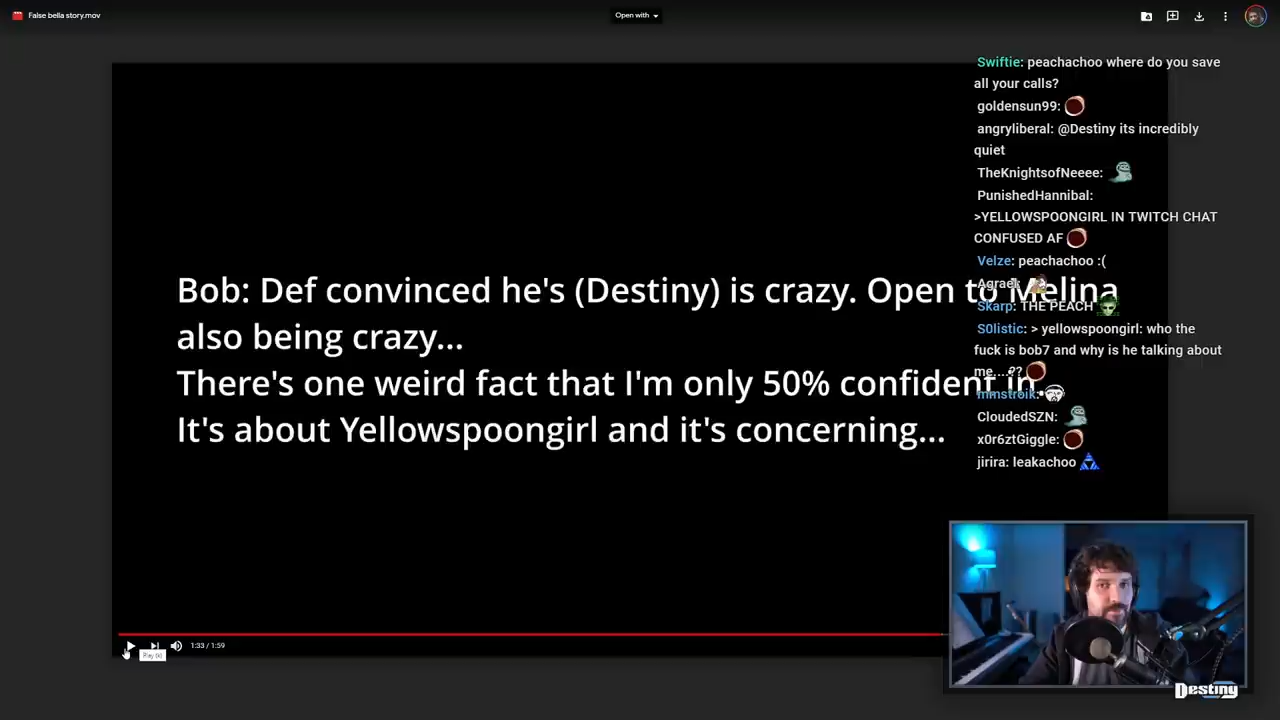 False bella story.mov
Open with
Swiftie: peachachoo where do you save
all your calls?
goldensun99:
angryliberal: @Destiny its incredibly
quiet
TheKnightsofNeeee:
PunishedHannibal:
>YELLOWSPOONGIRL IN TWITCH CHAT
CONFUSED AF
Velze: peachachoo :(
Agraek:
Skarp: THE PEACH
S0listic: > yellowspoongirl: who the
fuck is bob7 and why is he talking about
me....??
mnstroik:
CloudedSZN:
x0r6ztGiggle:
jirira: leakachoo
Bob: Def convinced he's (Destiny) is crazy. Open to Melina
also being crazy...
There's one weird fact that I'm only 50% confident in.
It's about Yellowspoongirl and it's concerning...
1:33 / 1:59
Play (k)
Destiny